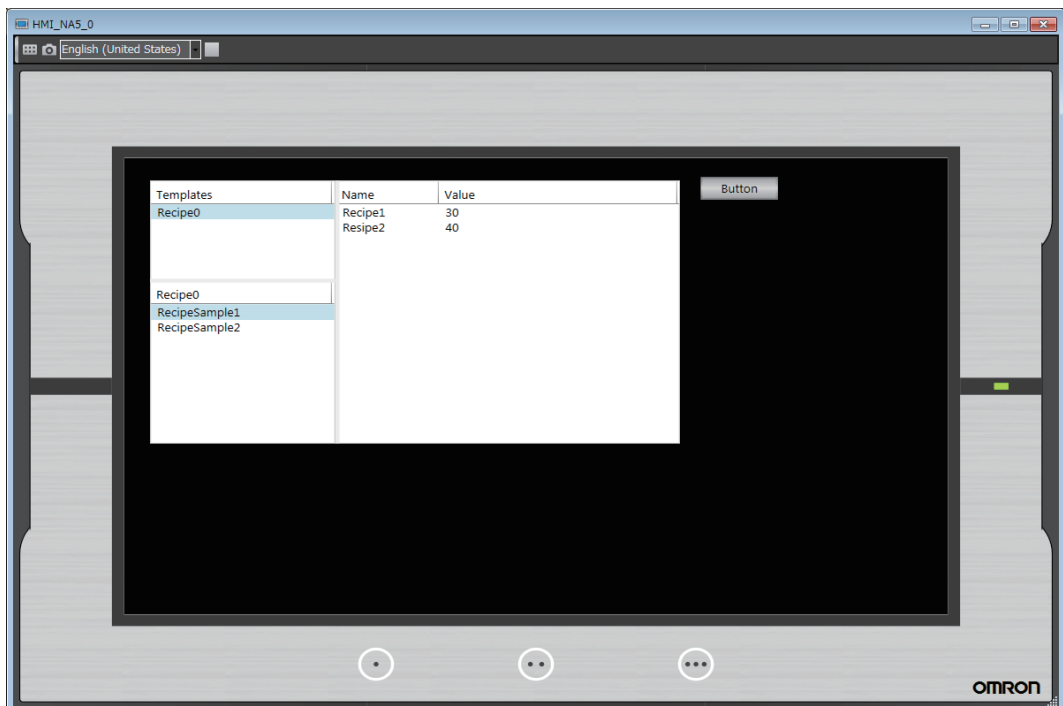 HMI_NA5_0
English (United States)
Templates Name Value Button
Recipe0 Recipe1 30
Resipe2 40
Recipe0
RecipeSample1
RecipeSample2
OMRON